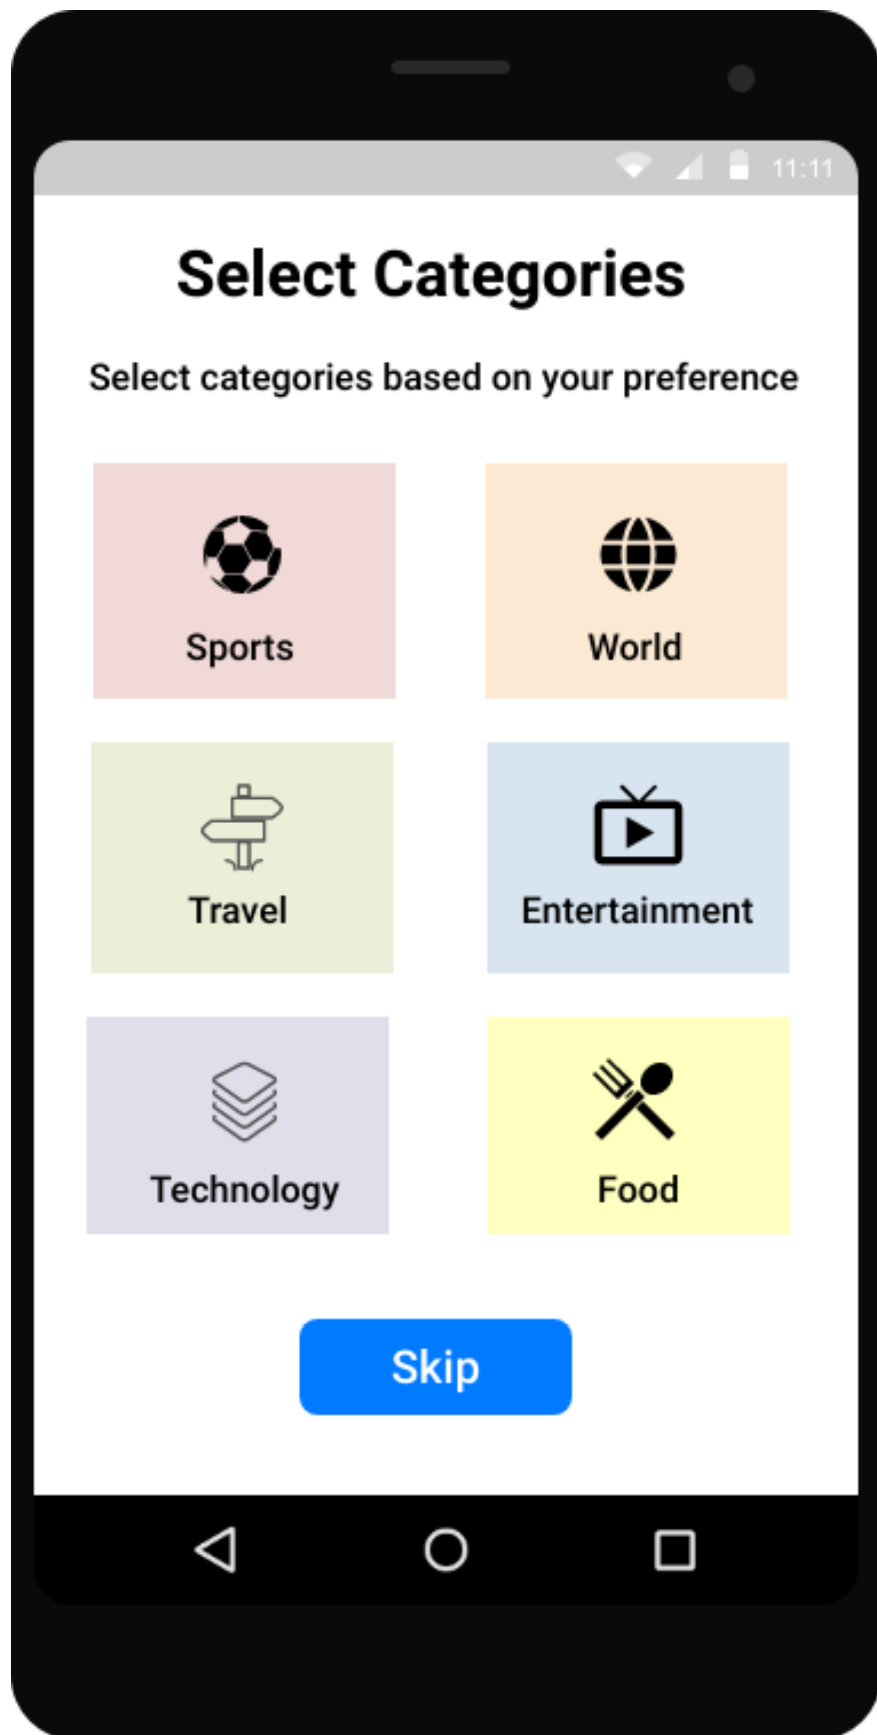 11:11
Select Categories
Select categories based on your preference
Sports
World
Travel
Entertainment
Technology
Food
Skip